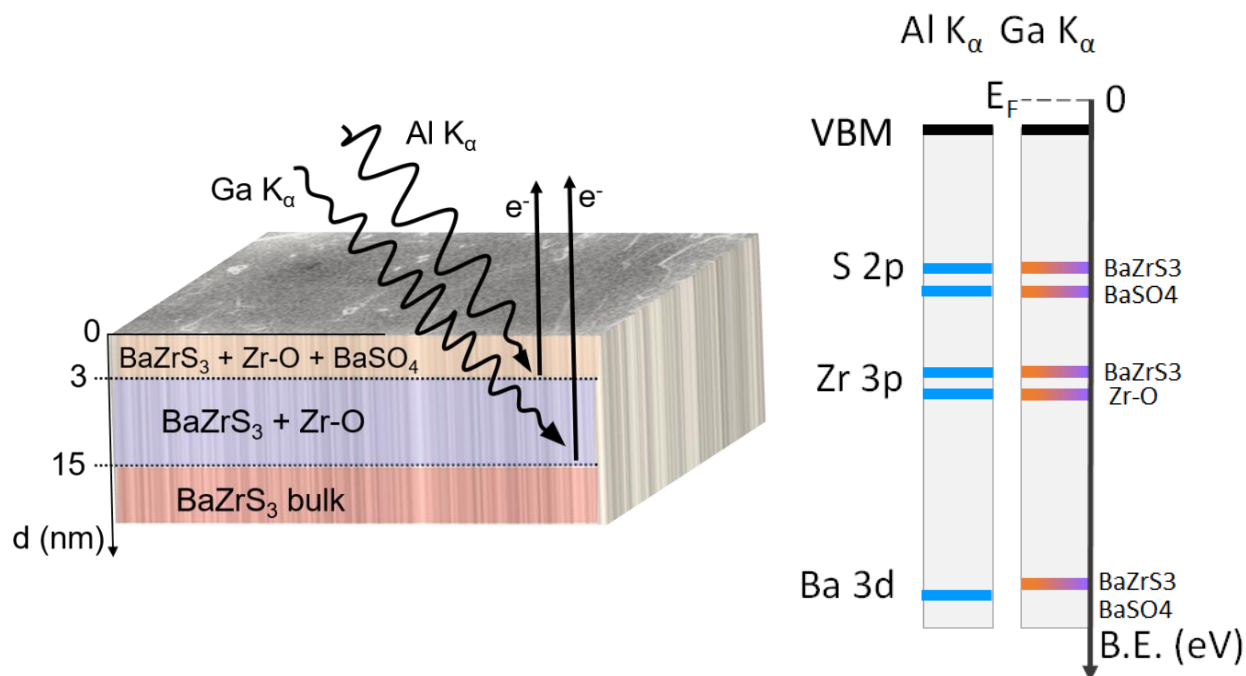 Al Kα Ga Kα
EF 0
VBM
Al Kα
Ga Kα
e- e-
S 2p BaZrS3
BaSO4
0
BaZrS3 + Zr-O + BaSO4
3
Zr 3p BaZrS3
Zr-O
BaZrS3 + Zr-O
15
BaZrS3 bulk
d (nm)
Ba 3d BaZrS3
BaSO4
B.E. (eV)